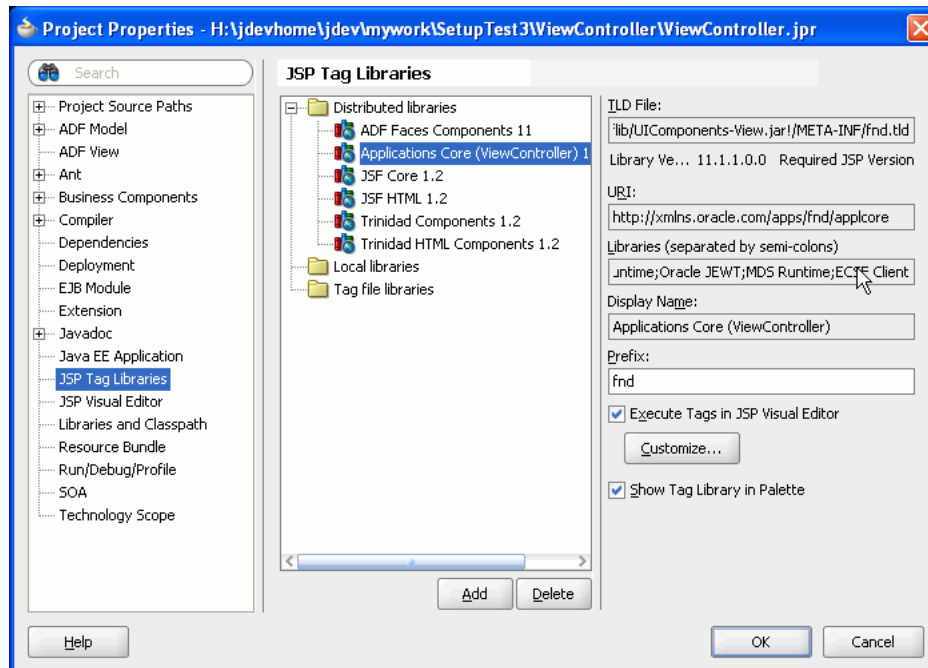 Project Properties - H:\jdevhome\jdev\mywork\SetupTest3\ViewController\ViewController.jpr
Search
Project Source Paths
ADF Model
ADF View
Ant
Business Components
Compiler
Dependencies
Deployment
EJB Module
Extension
Javadoc
Java EE Application
JSP Tag Libraries
JSP Visual Editor
Libraries and Classpath
Resource Bundle
Run/Debug/Profile
SOA
Technology Scope
JSP Tag Libraries
Distributed libraries
ADF Faces Components 11
Applications Core (ViewController) 1
JSF Core 1.2
JSF HTML 1.2
Trinidad Components 1.2
Trinidad HTML Components 1.2
Local libraries
Tag file libraries
Add Delete
TLD File:
lib/UIComponents-View.jar!/META-INF/fnd.tld
Library Ve... 11.1.1.0.0 Required JSP Version
URI:
http://xmlns.oracle.com/apps/fnd/applcore
Libraries (separated by semi-colons)
untime;Oracle JEWT;MDS Runtime;ECSF Client
Display Name:
Applications Core (ViewController)
Prefix:
fnd
Execute Tags in JSP Visual Editor
Customize...
Show Tag Library in Palette
Help OK Cancel